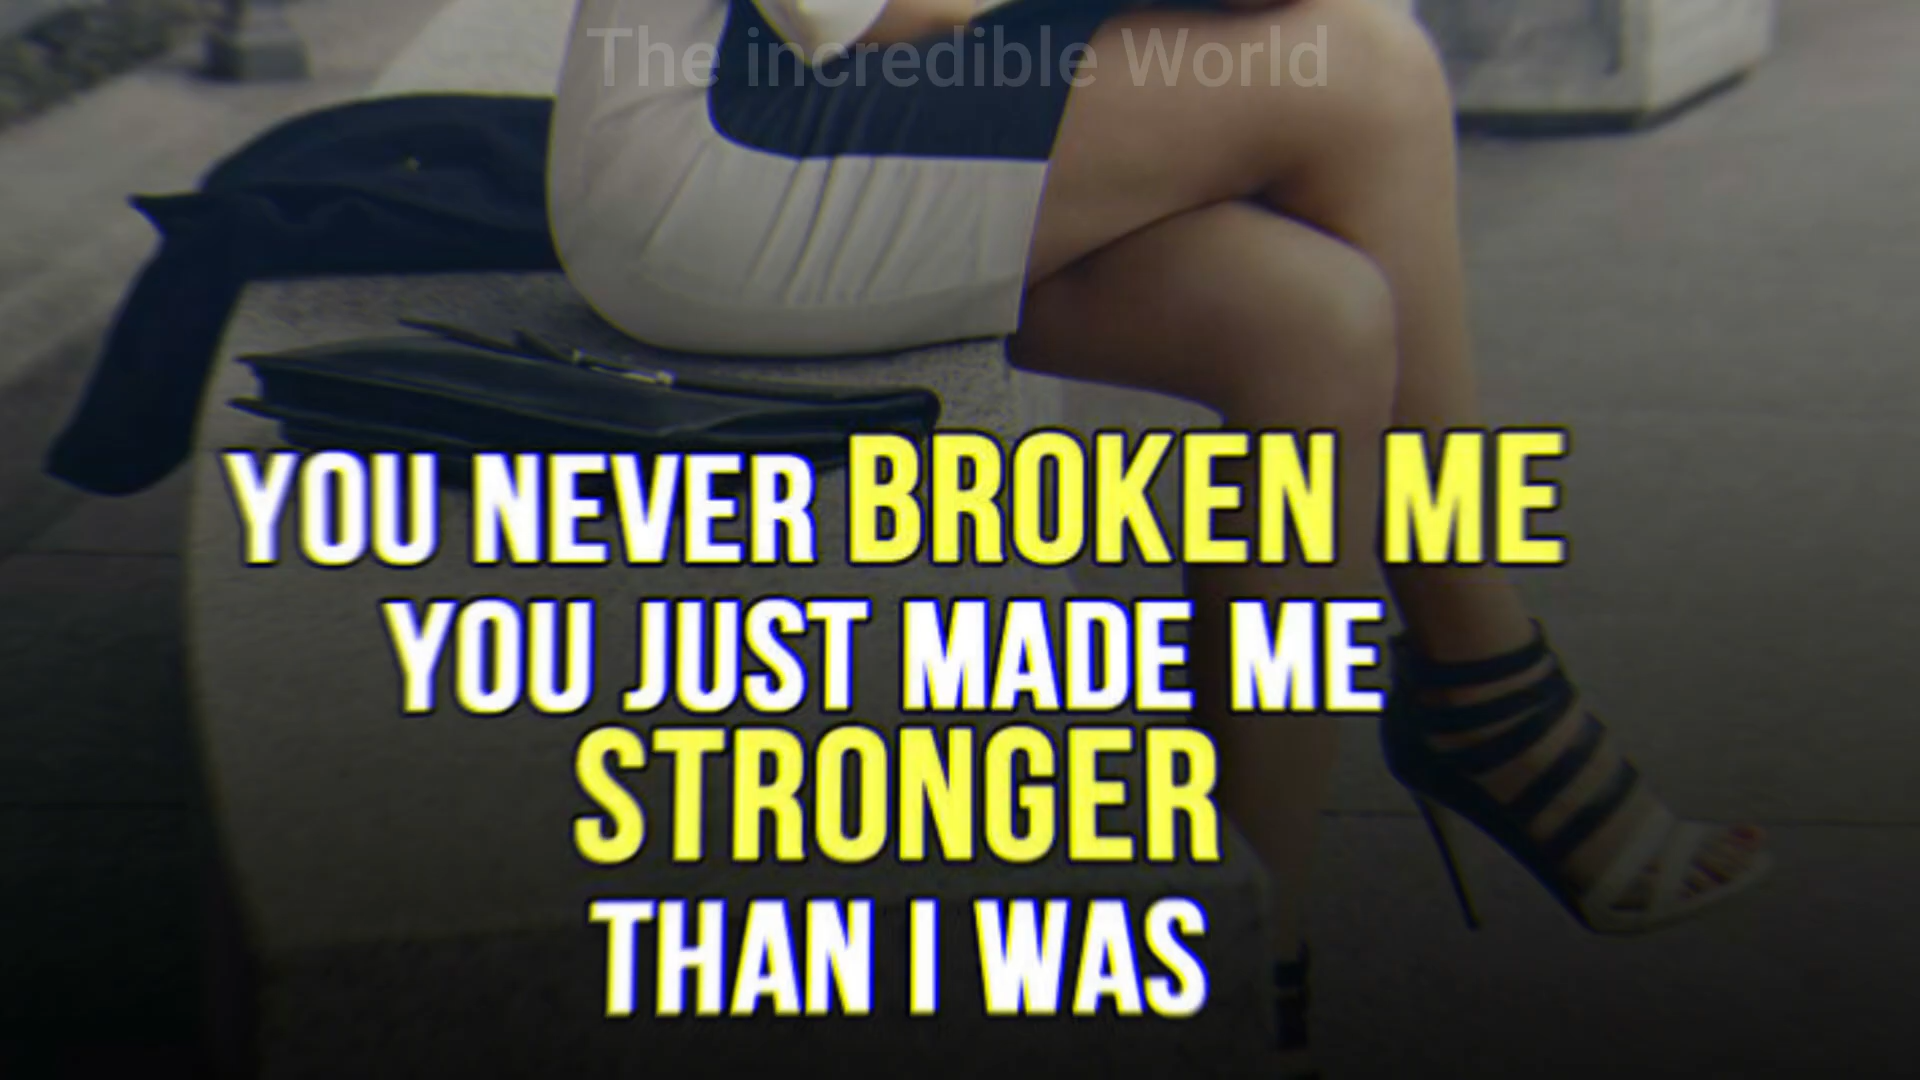 The incredible World
YOU NEVER BROKEN ME
YOU JUST MADE ME
STRONGER
THAN I WAS